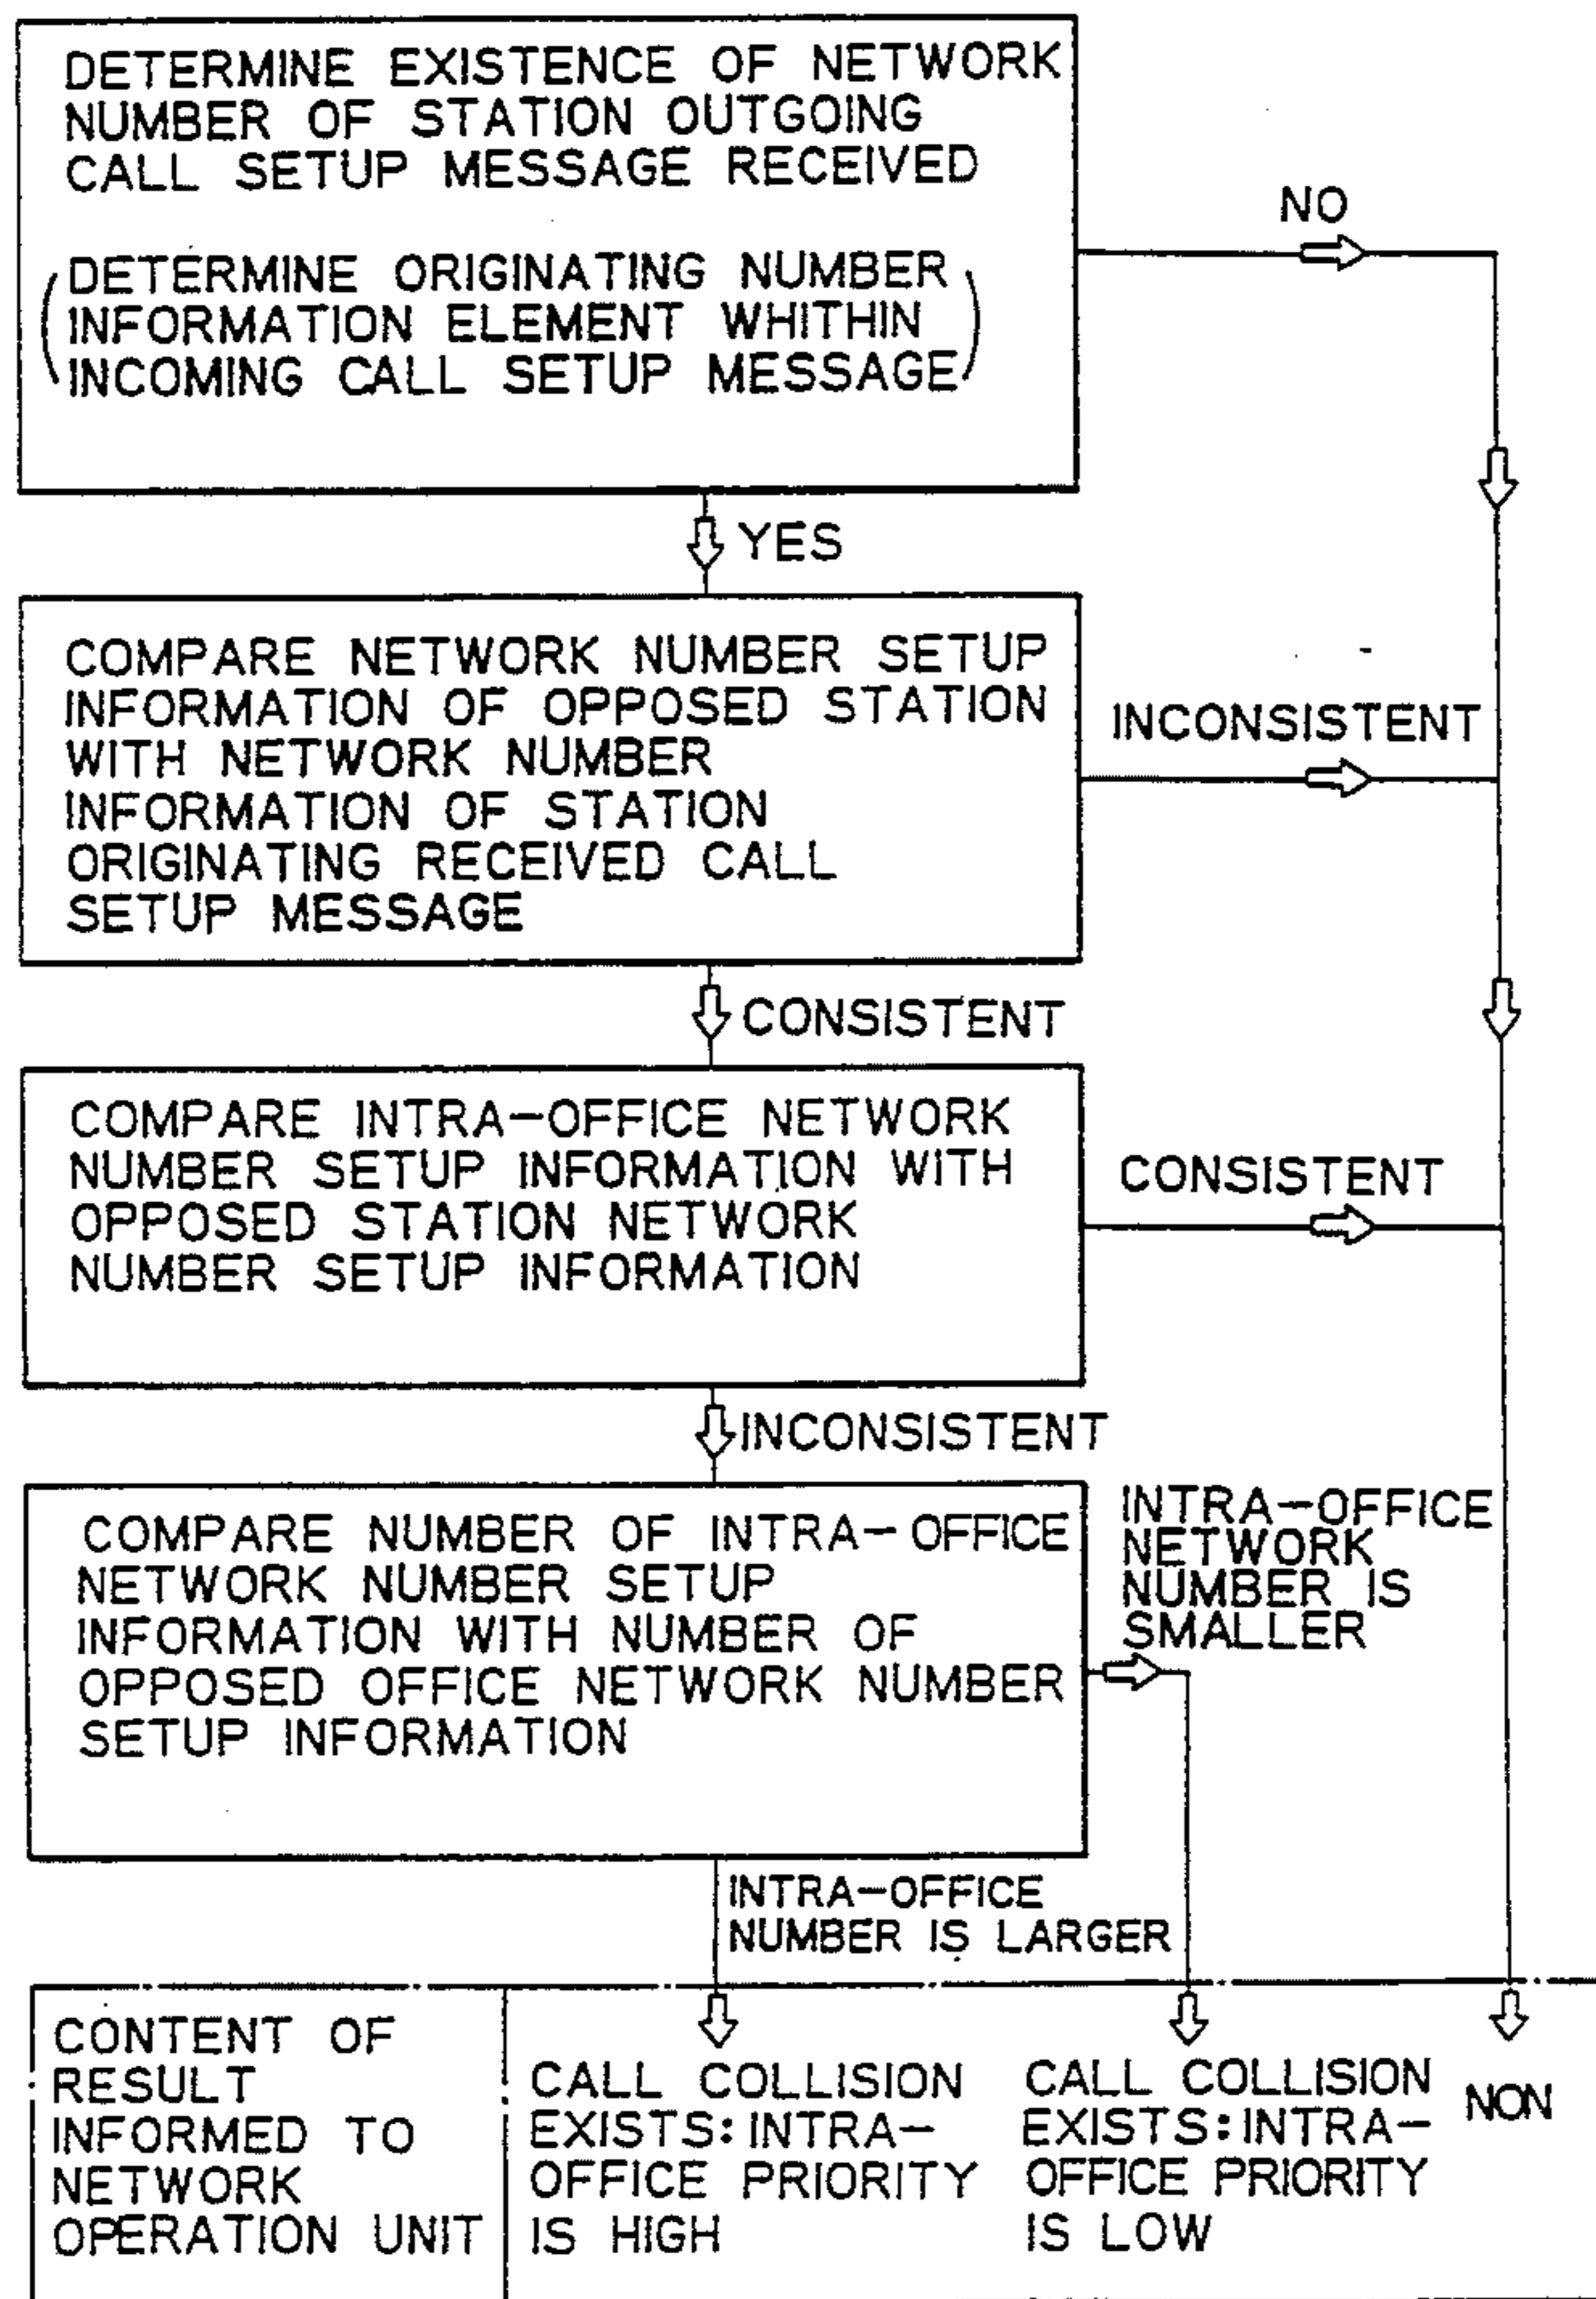 DETERMINE EXISTENCE OF NETWORK
NUMBER OF STATION OUTGOING
CALL SETUP MESSAGE RECEIVED
(DETERMINE ORIGINATING NUMBER
INFORMATION ELEMENT WHITHIN
INCOMING CALL SETUP MESSAGE)
NO
YES
COMPARE NETWORK NUMBER SETUP
INFORMATION OF OPPOSED STATION
WITH NETWORK NUMBER
INFORMATION OF STATION
ORIGINATING RECEIVED CALL
SETUP MESSAGE
INCONSISTENT
CONSISTENT
COMPARE INTRA-OFFICE NETWORK
NUMBER SETUP INFORMATION WITH
OPPOSED STATION NETWORK
NUMBER SETUP INFORMATION
CONSISTENT
INCONSISTENT
COMPARE NUMBER OF INTRA-OFFICE
NETWORK NUMBER SETUP
INFORMATION WITH NUMBER OF
OPPOSED OFFICE NETWORK NUMBER
SETUP INFORMATION
INTRA-OFFICE
NETWORK
NUMBER IS
SMALLER
INTRA-OFFICE
NUMBER IS LARGER
CONTENT OF
RESULT
INFORMED TO
NETWORK
OPERATION UNIT
CALL COLLISION
EXISTS: INTRA-
OFFICE PRIORITY
IS HIGH
CALL COLLISION
EXISTS: INTRA-
OFFICE PRIORITY
IS LOW
NON